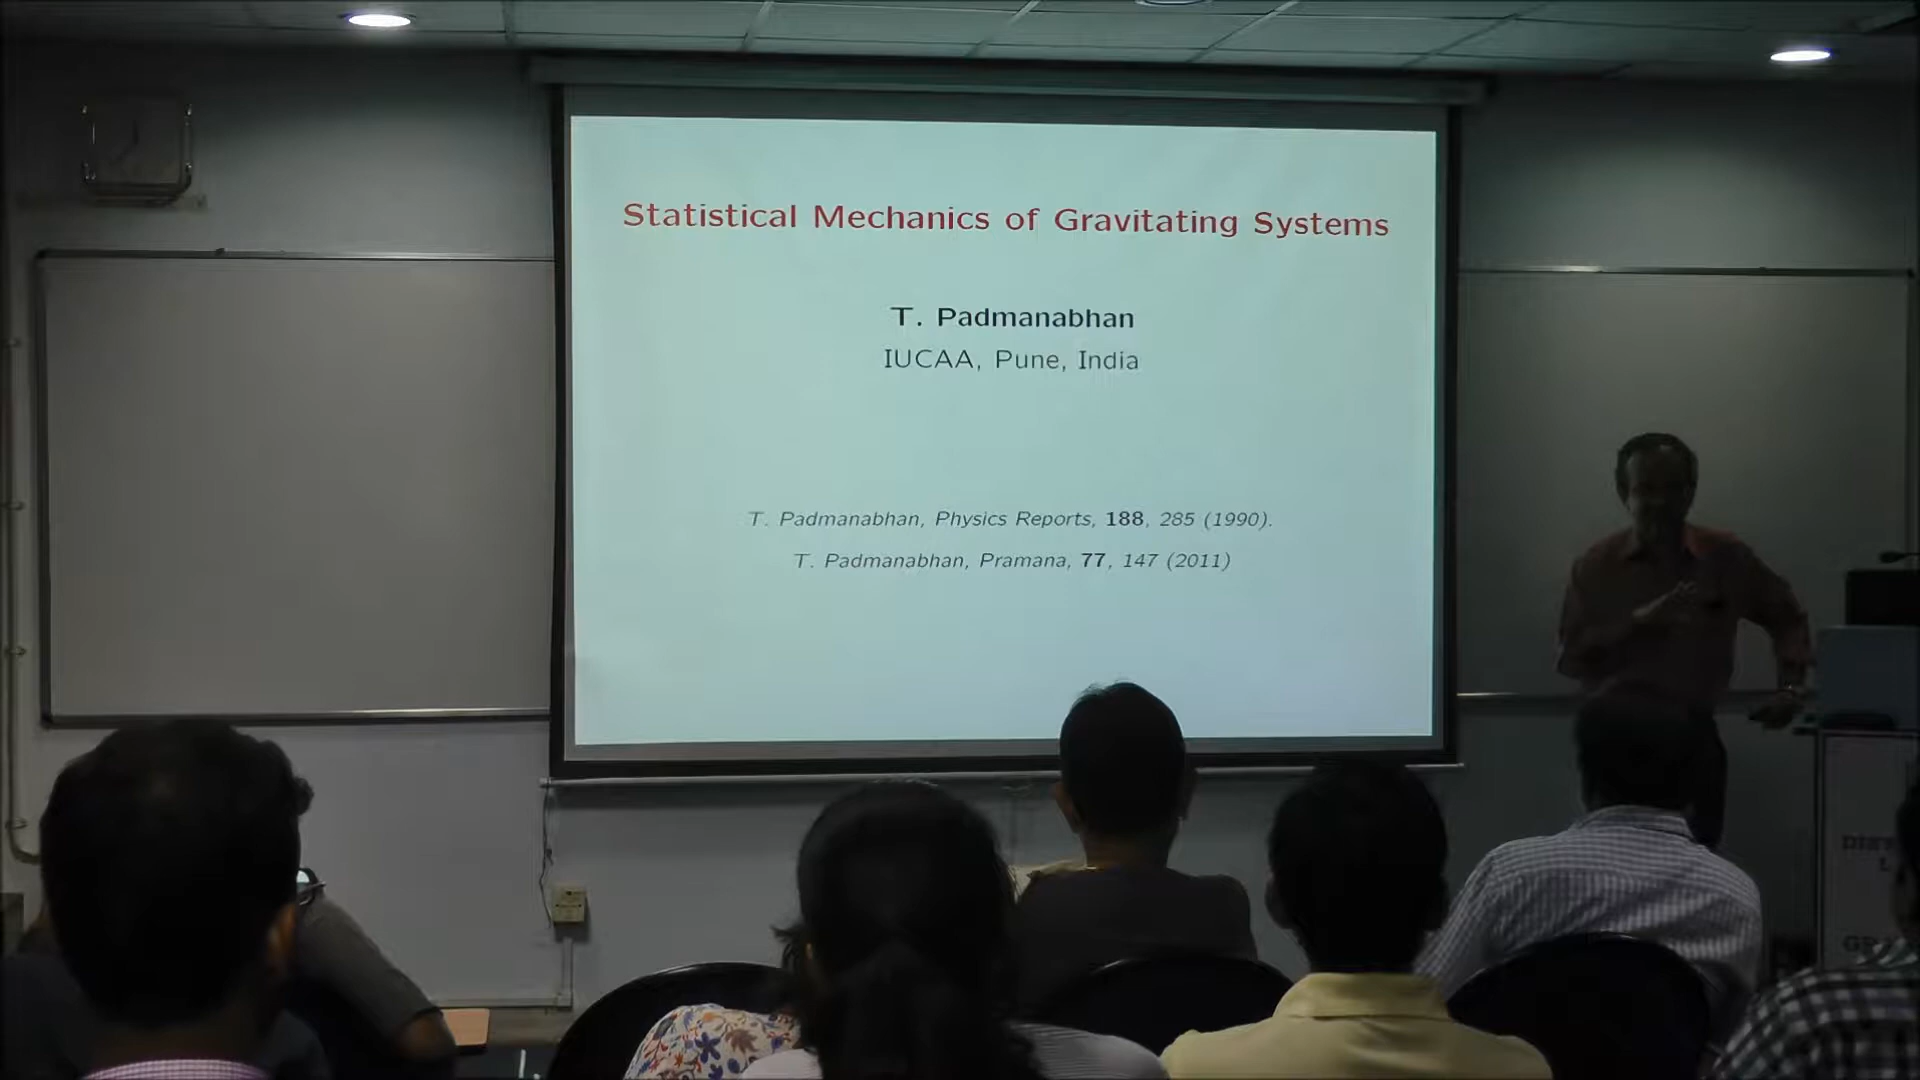 Statistical Mechanics of Gravitating Systems
T. Padmanabhan
IUCAA, Pune, India
T. Padmanabhan, Physics Reports, 188, 285 (1990).
T. Padmanabhan, Pramana, 77, 147 (2011)